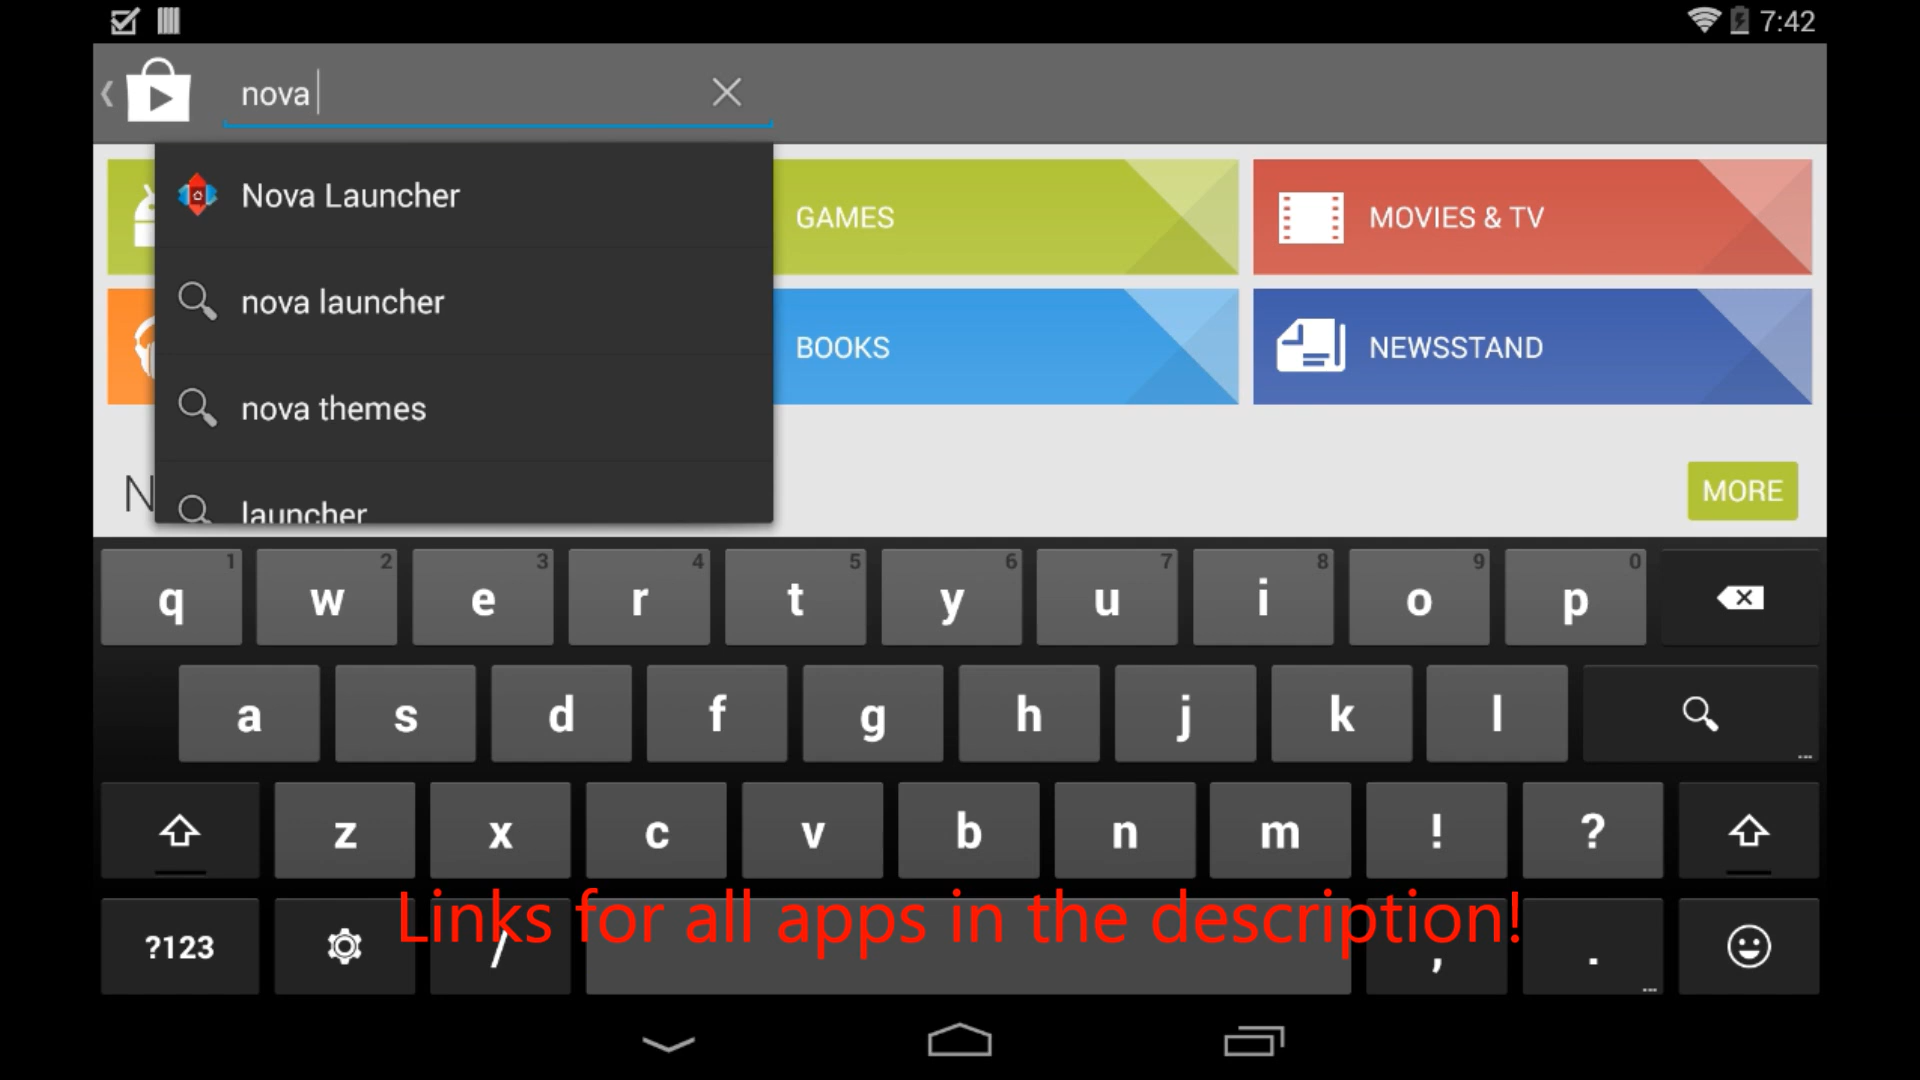 7:42
nova
Nova Launcher
nova launcher
nova themes
launcher
GAMES
MOVIES & TV
BOOKS
NEWSSTAND
N
MORE
1 2 3 4 5 6 7 8 9 0
q w e r t y u i o p
a s d f g h j k l
...
z x c v b n m ! ?
Links for all apps in the description!
?123 / , .
...